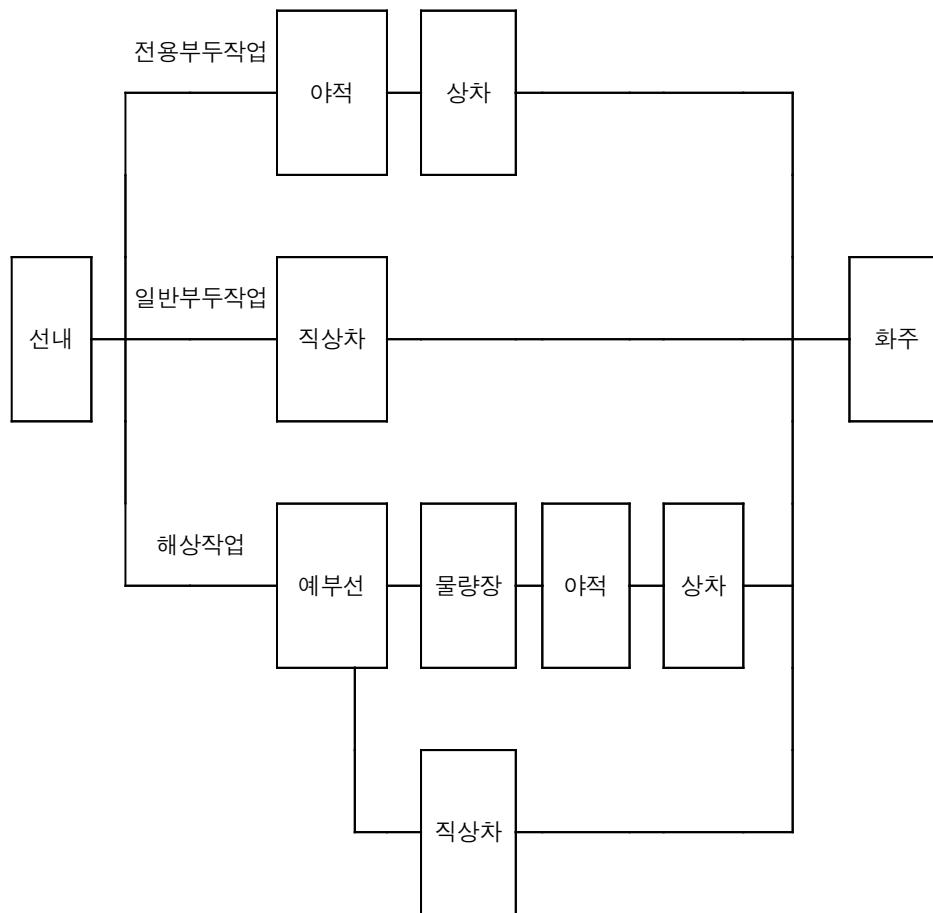 전용부두작업
야적
상차
선내
일반부두작업
직상차
화주
해상작업
예부선
물량장
야적
상차
직상차